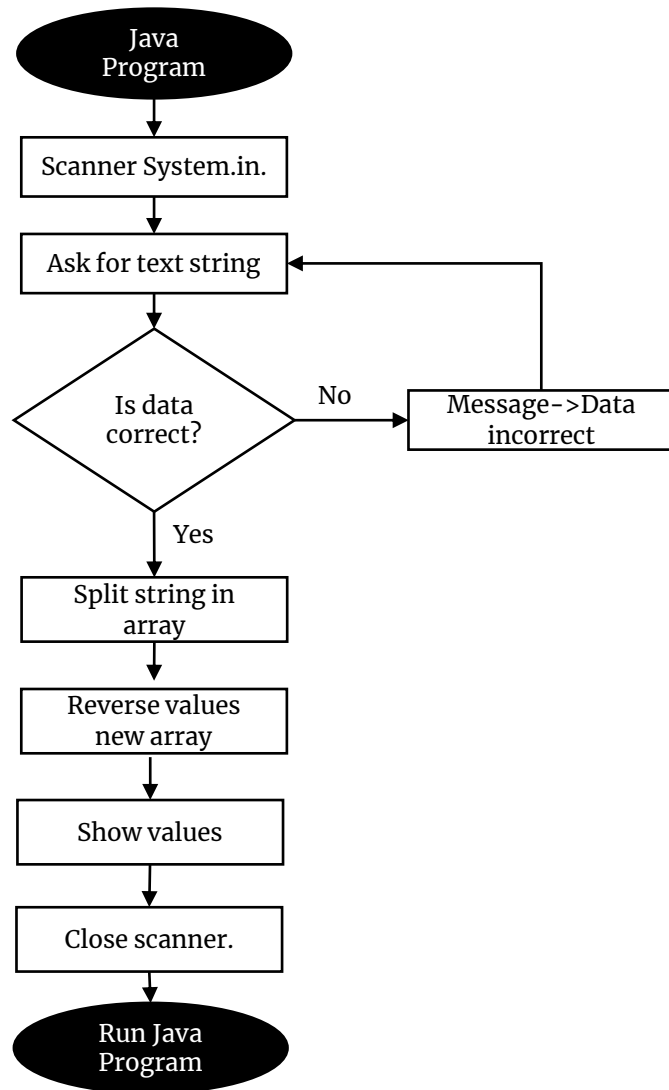 Java
Program
Scanner System.in.
Ask for text string
Is data
correct?
No
Message->Data
incorrect
Yes
Split string in
array
Reverse values
new array
Show values
Close scanner.
Run Java
Program